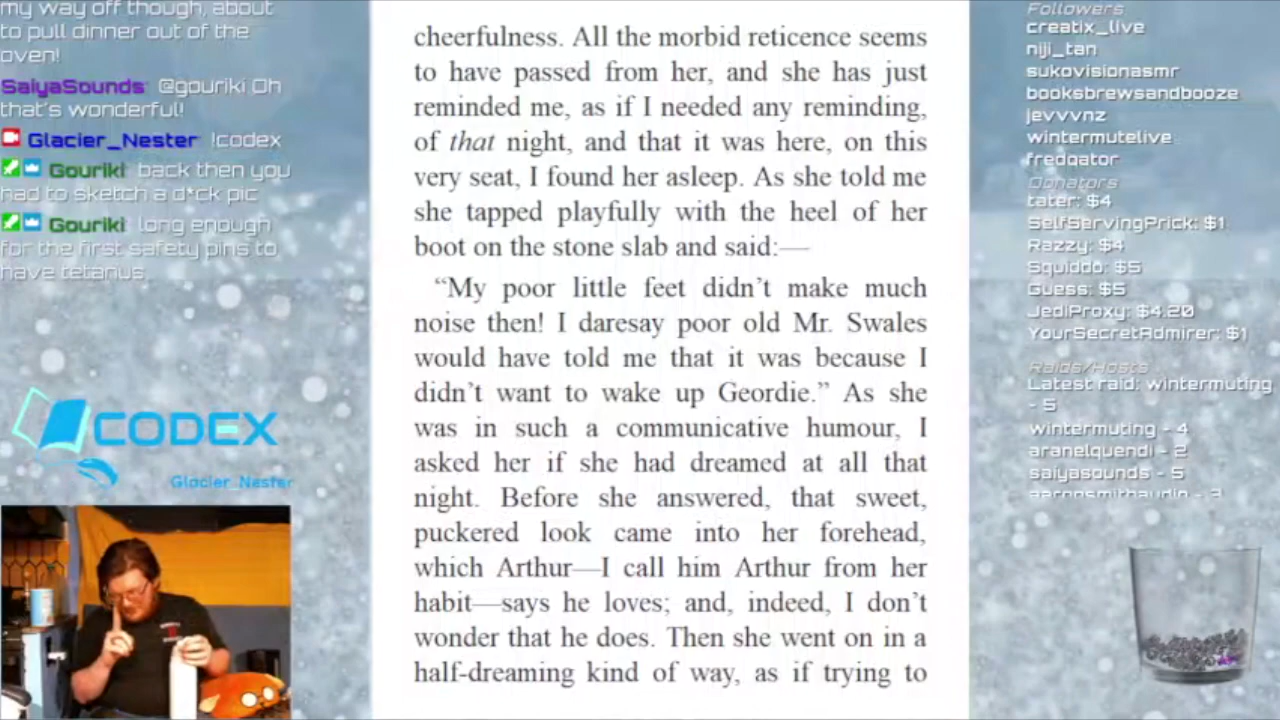 my way off though, about
to pull dinner out of the
oven!
SaiyaSounds: @gouriki Oh
that's wonderful!
Glacier_Nester: !codex
Gouriki: back then you
had to sketch a d*ck pic
Gouriki: long enough
for the first safety pins to
have tetanus
CODEX
Glacier_Nester
cheerfulness. All the morbid reticence seems
to have passed from her, and she has just
reminded me, as if I needed any reminding,
of that night, and that it was here, on this
very seat, I found her asleep. As she told me
she tapped playfully with the heel of her
boot on the stone slab and said:—
“My poor little feet didn’t make much
noise then! I daresay poor old Mr. Swales
would have told me that it was because I
didn’t want to wake up Geordie.” As she
was in such a communicative humour, I
asked her if she had dreamed at all that
night. Before she answered, that sweet,
puckered look came into her forehead,
which Arthur—I call him Arthur from her
habit—says he loves; and, indeed, I don’t
wonder that he does. Then she went on in a
half-dreaming kind of way, as if trying to
Followers
creatix_live
niji_tan
sukovisionasmr
booksbrewsandbooze
jevvvnz
wintermutelive
fredgator
Donators
tater: $4
SelfServingPrick: $1
Razzy: $4
Squiddo: $5
Guess: $5
JediProxy: $4.20
YourSecretAdmirer: $1
Raids/Hosts
Latest raid: wintermuting
- 5
wintermuting - 4
aranelquendi - 2
saiyasounds - 5
aaronsmithaudio - 3